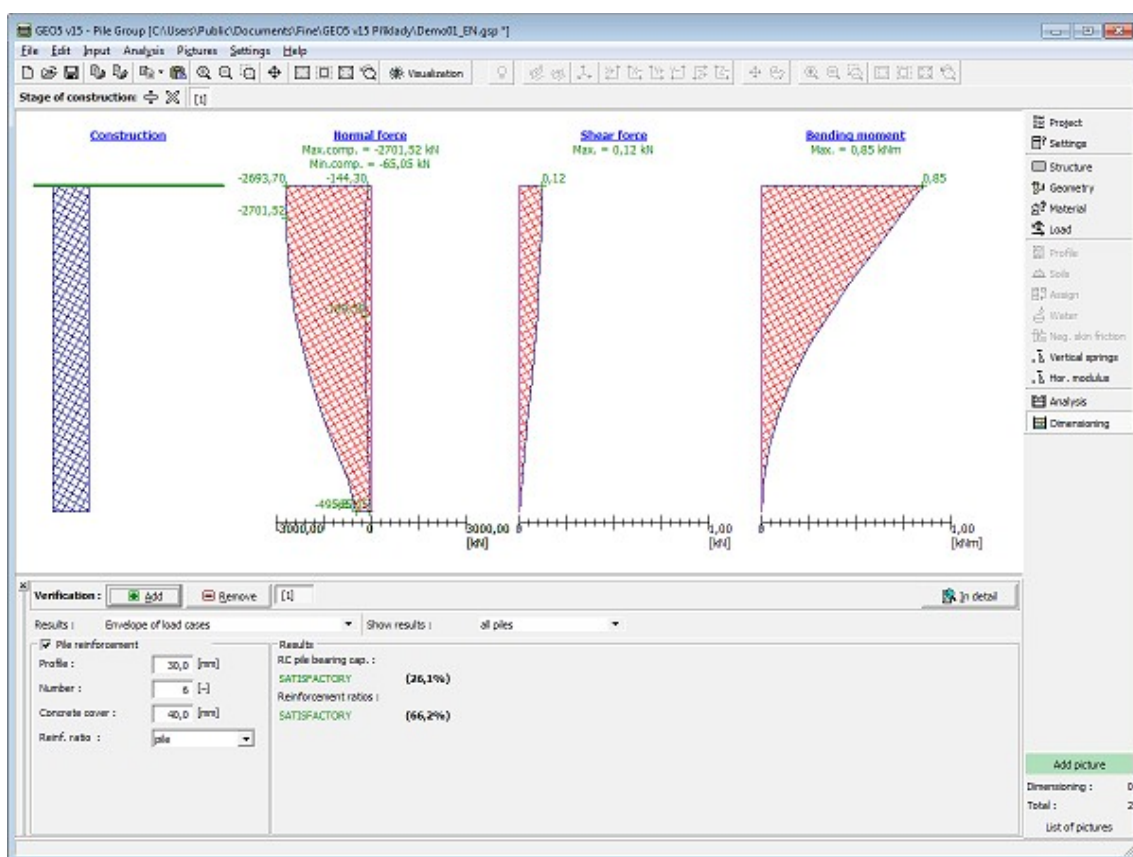 GEO5 v15 - Pile Group [C:\Users\Public\Documents\Fine\GEO5 v15 Příklady\Demo01_EN.gsp *]
File Edit Input Analysis Pictures Settings Help
Visualization
Stage of construction: [1]
Construction
Normal force
Max.comp. = -2701,52 kN
Min.comp. = -65,05 kN
Shear force
Max. = 0,12 kN
Bending moment
Max. = 0,85 kNm
-2693,70 -144,30 0,12 0,85
-2701,52
-3000,00 0 3000,00 [kN]
0 1,00 [kN]
0 1,00 [kNm]
Project
Settings
Structure
Geometry
Material
Load
Profile
Soils
Assign
Water
Neg. skin friction
Vertical springs
Hor. modulus
Analysis
Dimensioning
Verification : Add Remove [1] In detail
Results : Envelope of load cases Show results : all piles
Pile reinforcement
Profile : 30,0 [mm]
Number : 6 [-]
Concrete cover : 40,0 [mm]
Reinf. ratio : pile
Results
RC pile bearing cap. :
SATISFACTORY (26,1%)
Reinforcement ratios :
SATISFACTORY (66,2%)
Add picture
Dimensioning : 0
Total : 2
List of pictures